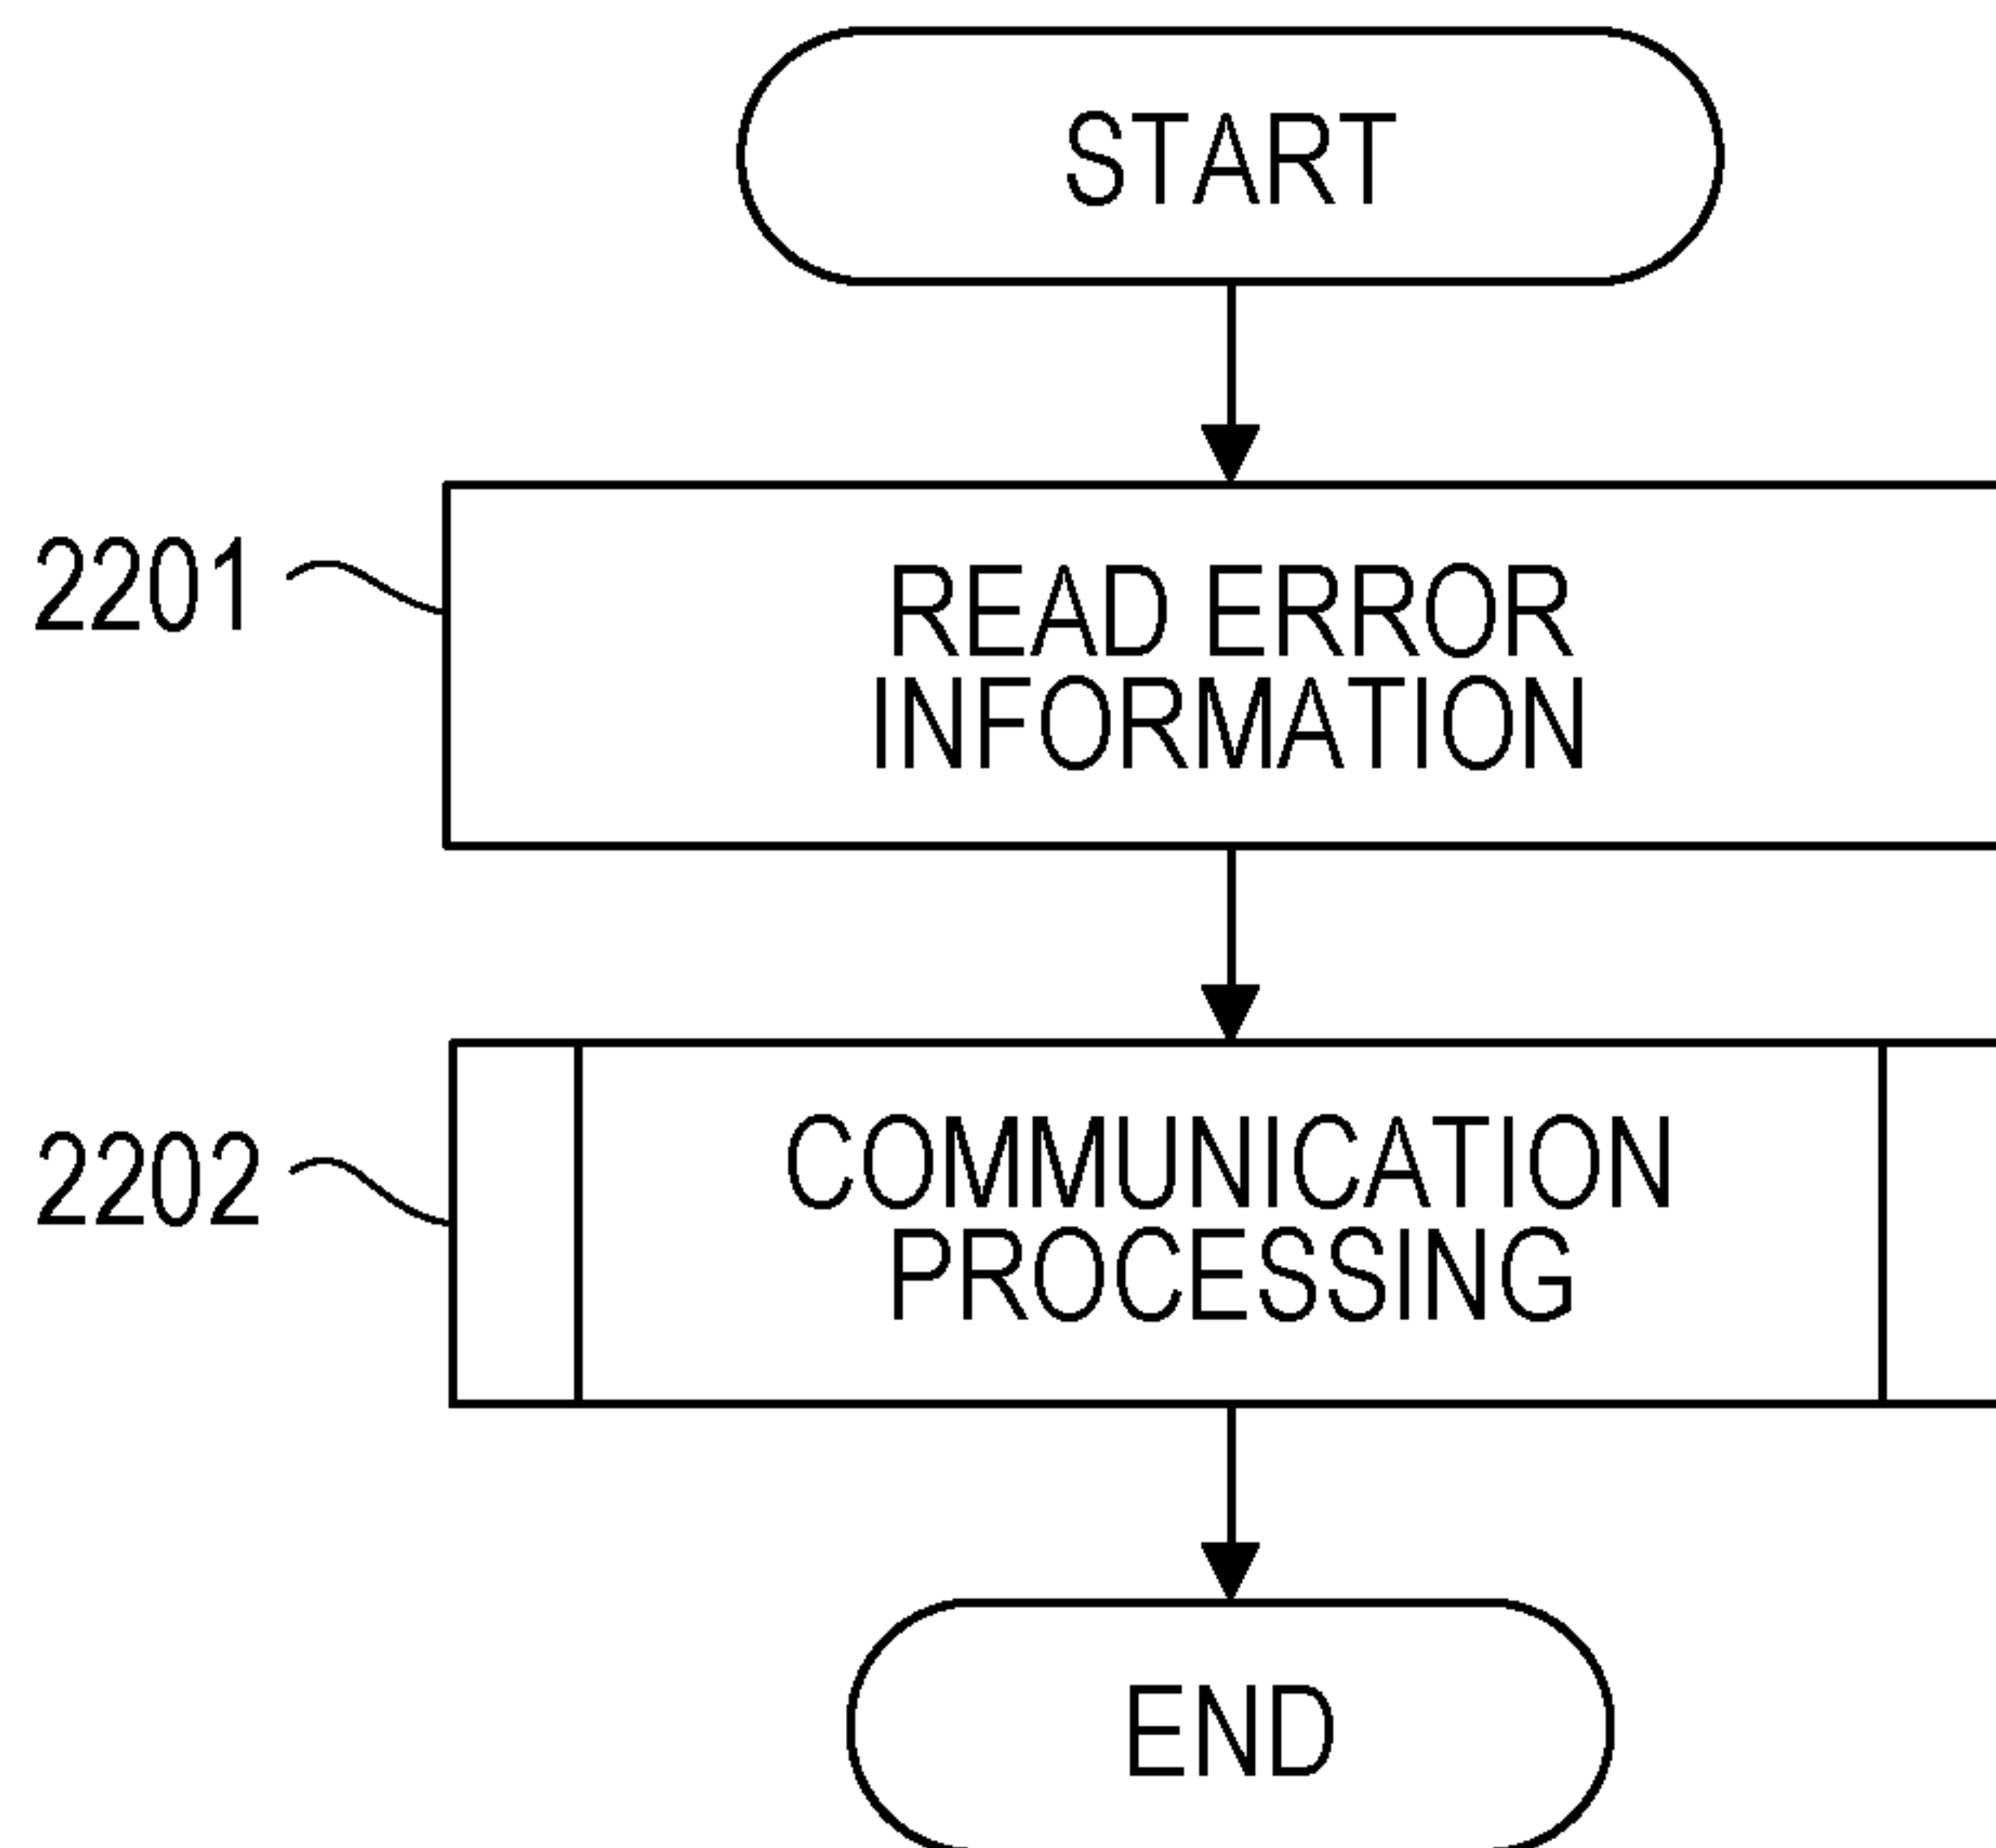 START
2201
READ ERROR
INFORMATION
2202
COMMUNICATION
PROCESSING
END